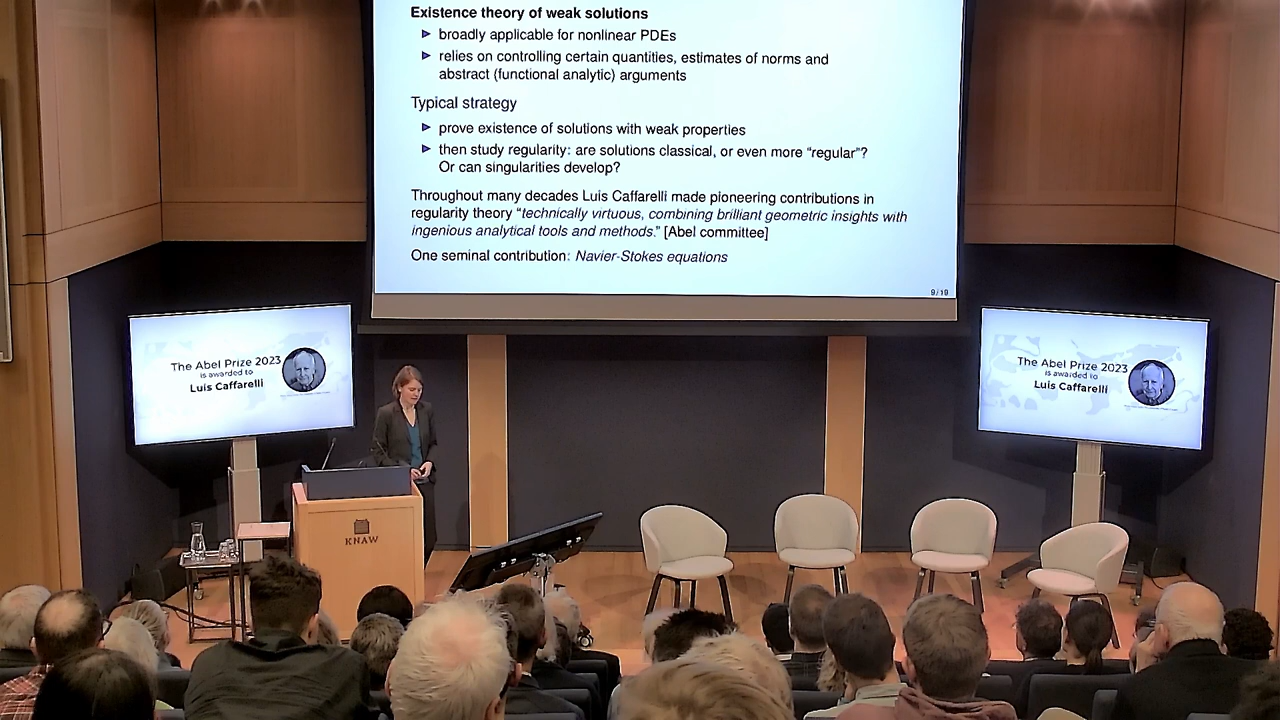 Existence theory of weak solutions
broadly applicable for nonlinear PDEs
relies on controlling certain quantities, estimates of norms and
abstract (functional analytic) arguments
Typical strategy
prove existence of solutions with weak properties
then study regularity: are solutions classical, or even more “regular”?
Or can singularities develop?
Throughout many decades Luis Caffarelli made pioneering contributions in
regularity theory “technically virtuous, combining brilliant geometric insights with
ingenious analytical tools and methods.” [Abel committee]
One seminal contribution: Navier-Stokes equations
9/19
The Abel Prize 2023
is awarded to
Luis Caffarelli
The Abel Prize 2023
is awarded to
Luis Caffarelli
KNAW